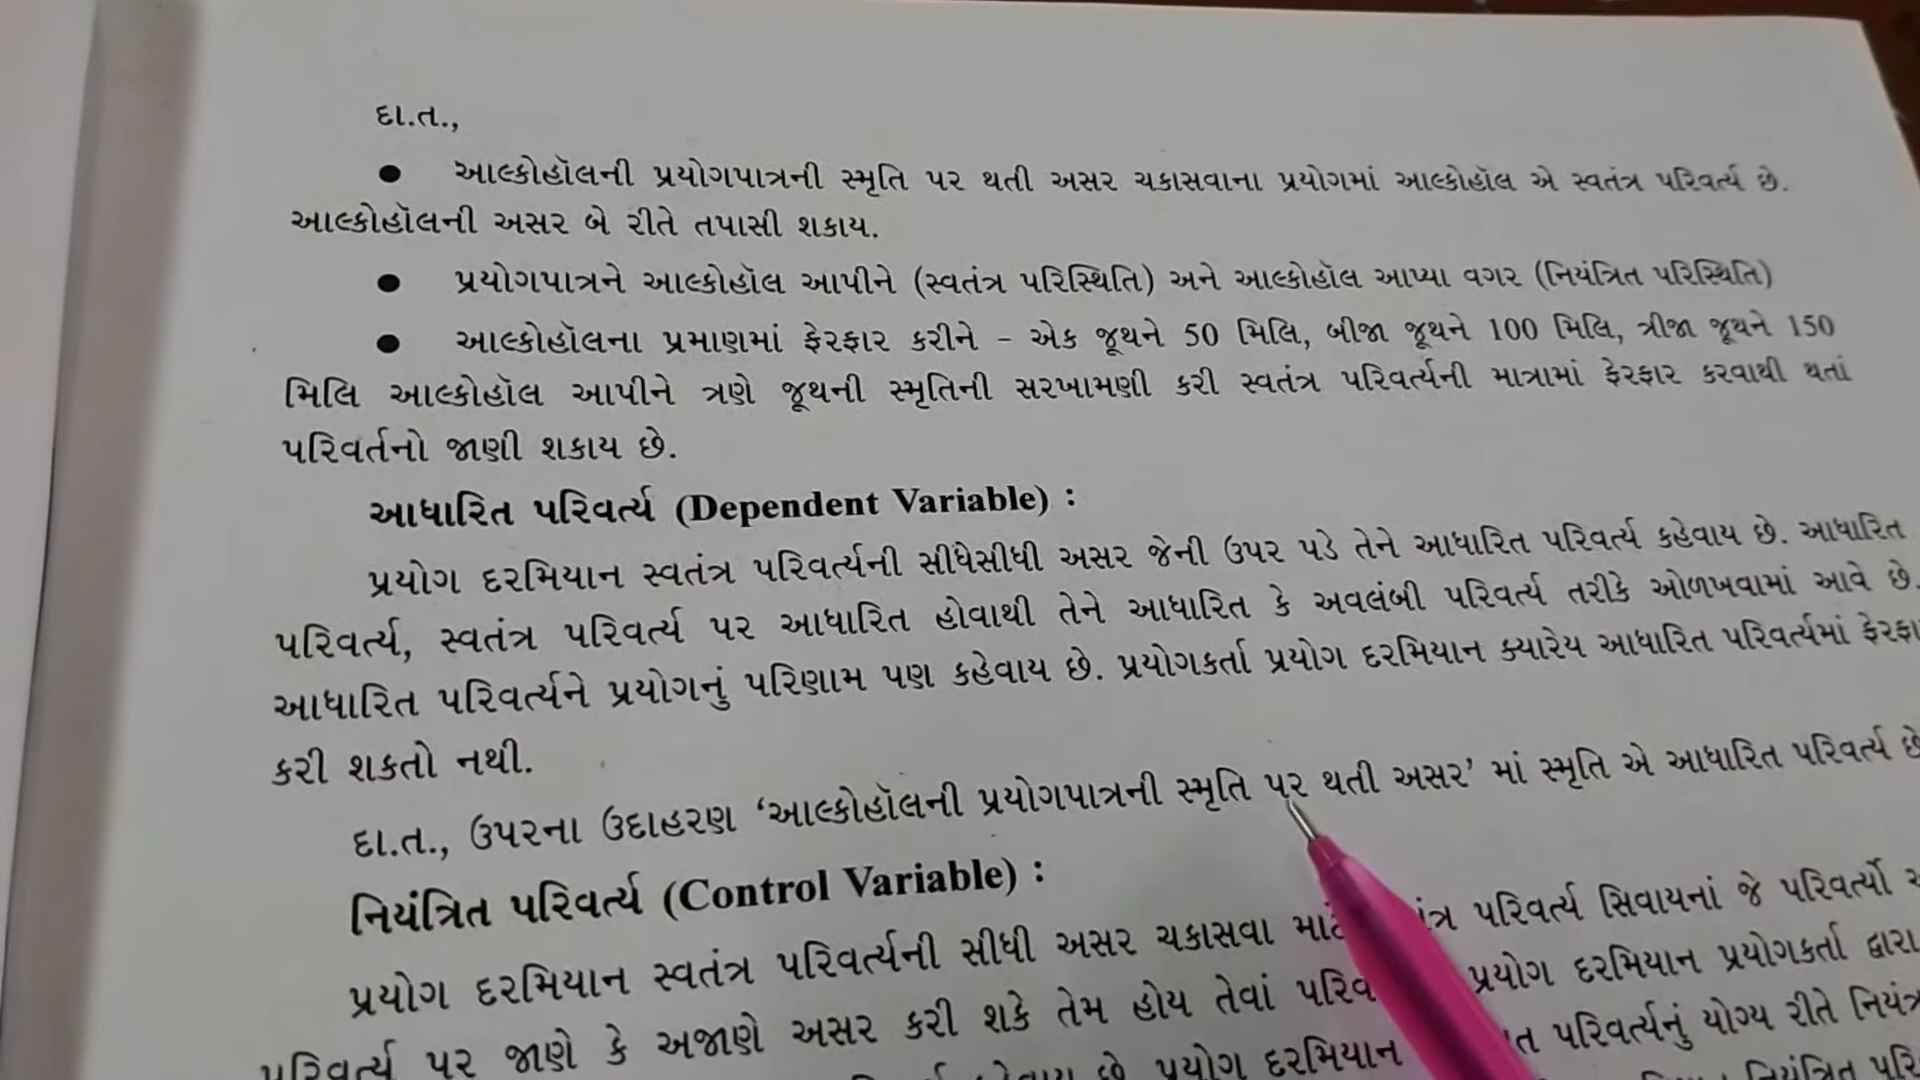 દા.ત.,
● આલ્કોહૉલની પ્રયોગપાત્રની સ્મૃતિ પર થતી અસર ચકાસવાના પ્રયોગમાં આલ્કોહૉલ એ સ્વતંત્ર પરિવર્ત્ય છે.
આલ્કોહૉલની અસર બે રીતે તપાસી શકાય.
● પ્રયોગપાત્રને આલ્કોહૉલ આપીને (સ્વતંત્ર પરિસ્થિતિ) અને આલ્કોહૉલ આપ્યા વગર (નિયંત્રિત પરિસ્થિતિ)
● આલ્કોહૉલના પ્રમાણમાં ફેરફાર કરીને - એક જૂથને 50 મિલિ, બીજા જૂથને 100 મિલિ, ત્રીજા જૂથને 150
મિલિ આલ્કોહૉલ આપીને ત્રણે જૂથની સ્મૃતિની સરખામણી કરી સ્વતંત્ર પરિવર્ત્યની માત્રામાં ફેરફાર કરવાથી થતાં
પરિવર્તનો જાણી શકાય છે.
આધારિત પરિવર્ત્ય (Dependent Variable) :
પ્રયોગ દરમિયાન સ્વતંત્ર પરિવર્ત્યની સીધેસીધી અસર જેની ઉપર પડે તેને આધારિત પરિવર્ત્ય કહેવાય છે. આધારિત
પરિવર્ત્ય, સ્વતંત્ર પરિવર્ત્ય પર આધારિત હોવાથી તેને આધારિત કે અવલંબી પરિવર્ત્ય તરીકે ઓળખવામાં આવે છે.
આધારિત પરિવર્ત્યને પ્રયોગનું પરિણામ પણ કહેવાય છે. પ્રયોગકર્તા પ્રયોગ દરમિયાન ક્યારેય આધારિત પરિવર્ત્યમાં
કરી શકતો નથી.
દા.ત., ઉપરના ઉદાહરણ ‘આલ્કોહૉલની પ્રયોગપાત્રની સ્મૃતિ પર થતી અસર’ માં સ્મૃતિ એ આધારિત પરિવર્ત્ય છે
નિયંત્રિત પરિવર્ત્ય (Control Variable) :
પ્રયોગ દરમિયાન સ્વતંત્ર પરિવર્ત્યની સીધી અસર ચકાસવા પરિવર્ત્ય સિવાયનાં જે પરિવર્ત્યો
પરિવર્ત્ય પર જાણે કે અજાણે અસર કરી શકે તેમ હોય તેવાં પ્રયોગ દરમિયાન પ્રયોગકર્તા દ્વારા
છે. પ્રયોગ દરમિયાન પરિવર્ત્યનું યોગ્ય રીતે
નિયંત્રિત